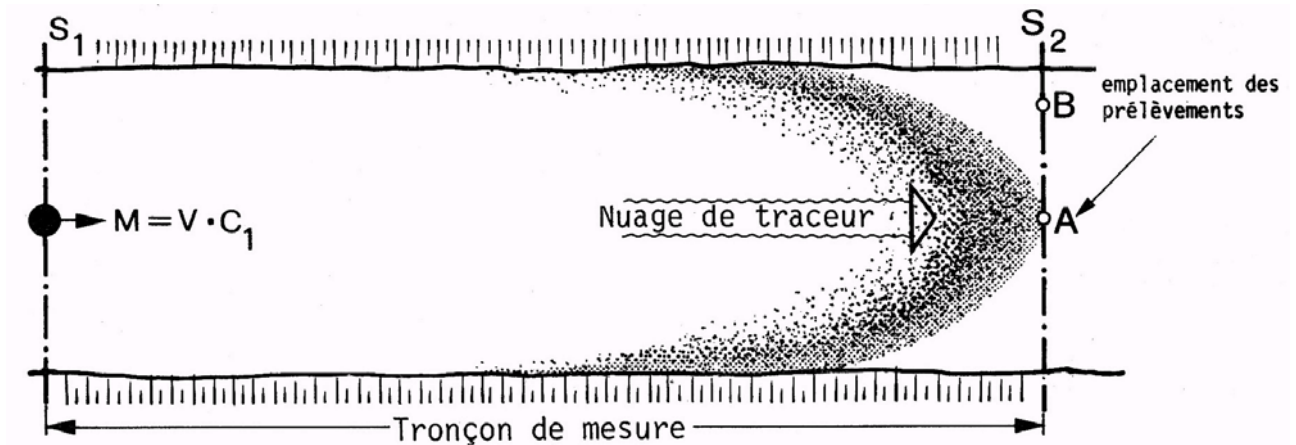 S1
S2
emplacement des
prélèvements
B
A
M = V · C1
Nuage de traceur
Tronçon de mesure